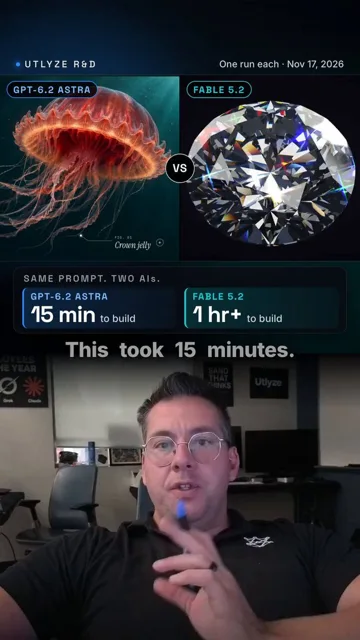 UTLYZE R&D
One run each · Nov 17, 2026
GPT-6.2 ASTRA
FABLE 5.2
VS
Crown jelly
SAME PROMPT. TWO AIs.
GPT-6.2 ASTRA
15 min to build
FABLE 5.2
1 hr+ to build
This took 15 minutes.
THE YEAR
Utlyze